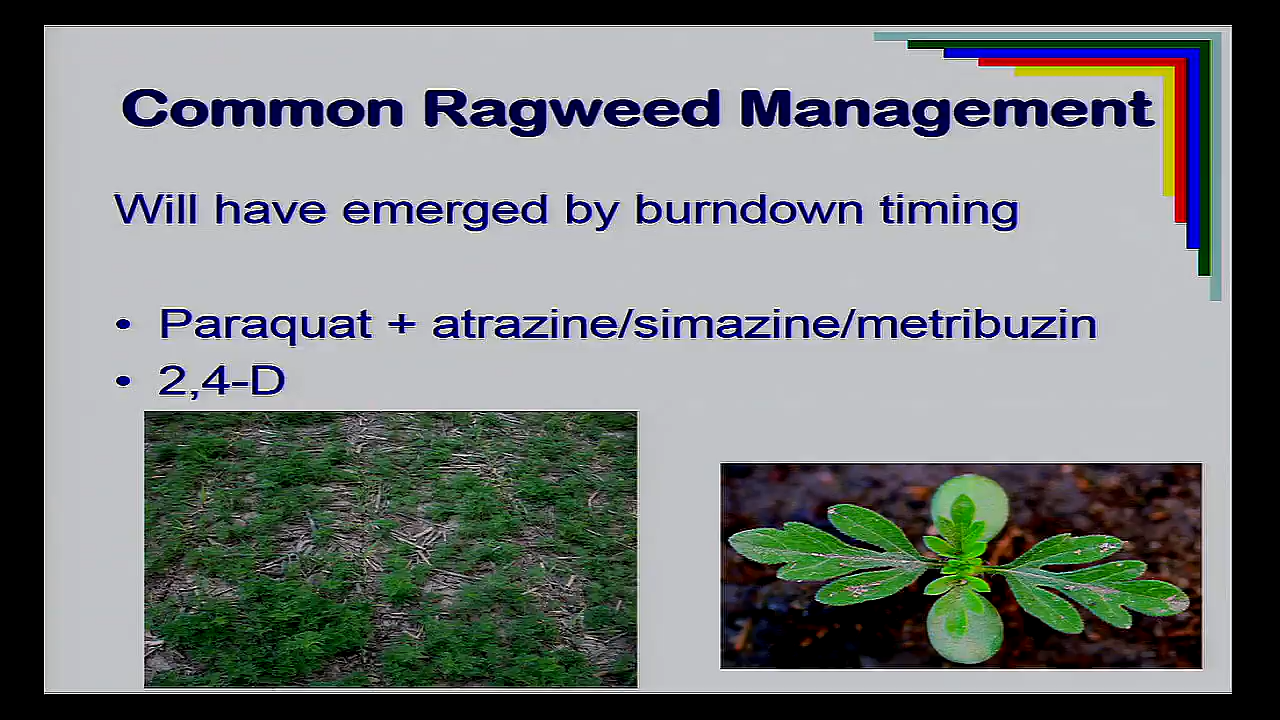 Common Ragweed Management
Will have emerged by burndown timing
• Paraquat + atrazine/simazine/metribuzin
• 2,4-D